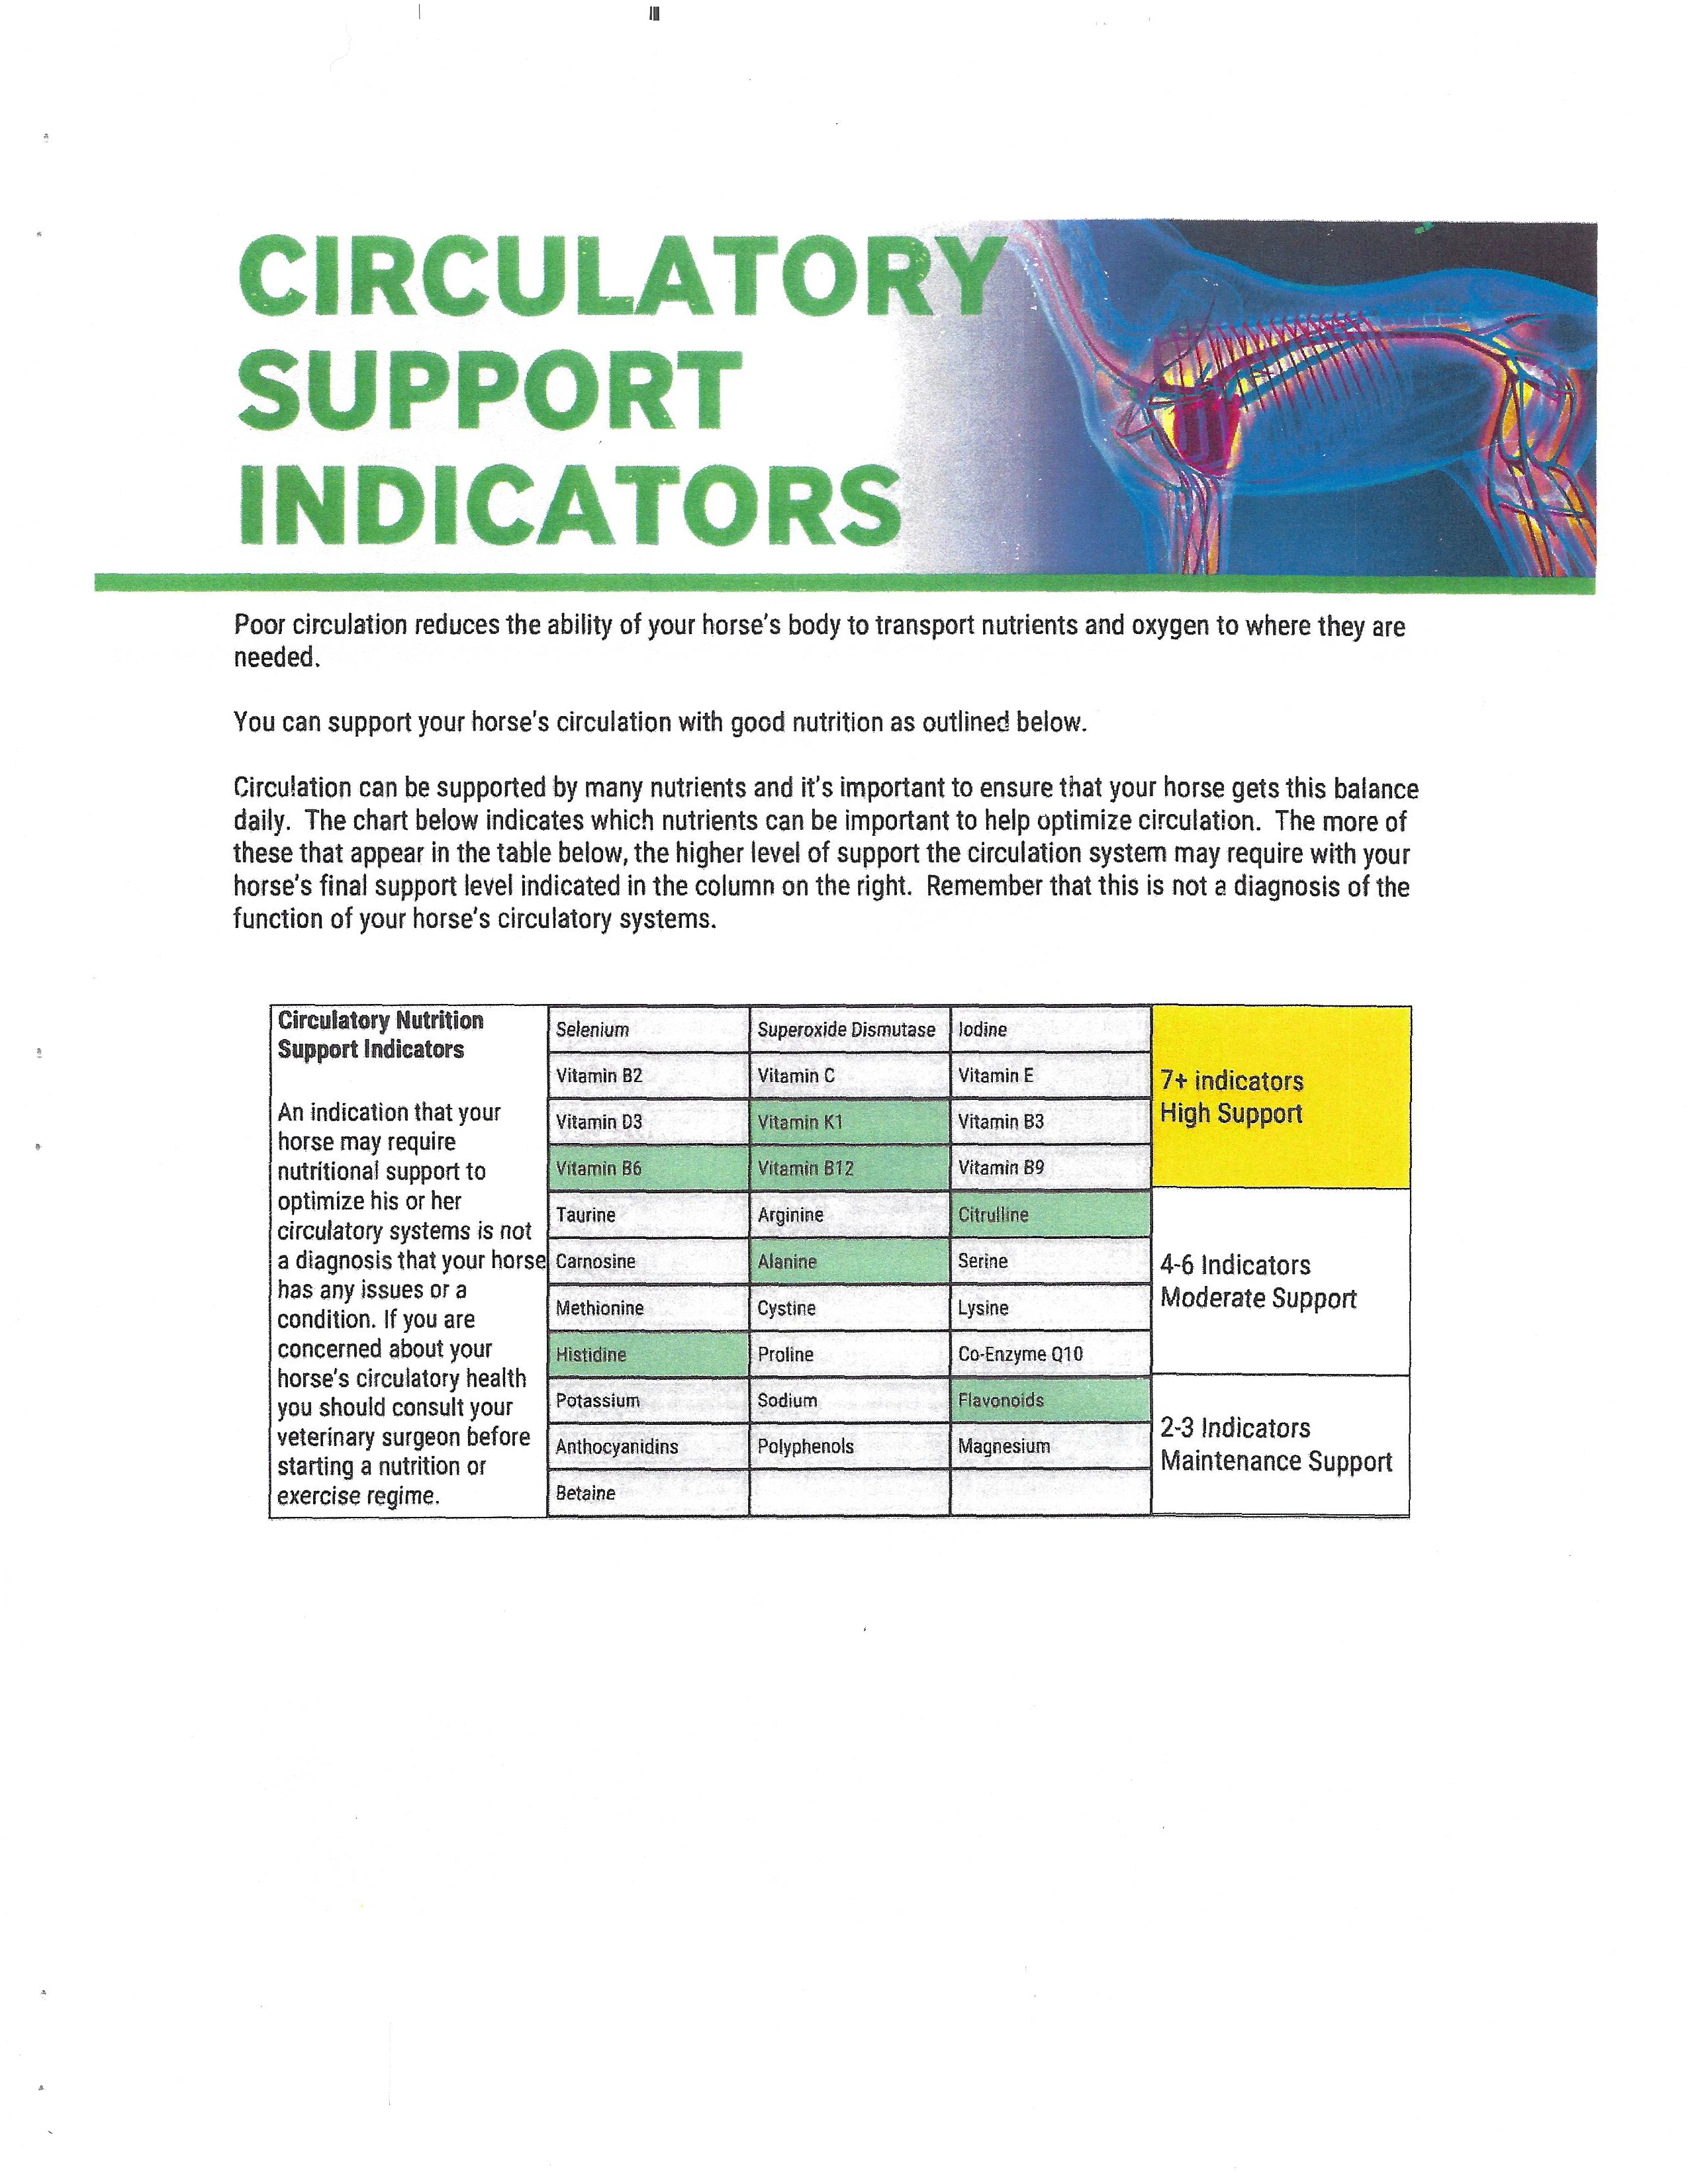 CIRCULATORY
SUPPORT
INDICATORS
Poor circulation reduces the ability of your horse's body to transport nutrients and oxygen to where they are
needed.
You can support your horse's circulation with good nutrition as outlined below.
Circulation can be supported by many nutrients and it's important to ensure that your horse gets this balance
daily. The chart below indicates which nutrients can be important to help optimize circulation. The more of
these that appear in the table below, the higher level of support the circulation system may require with your
horse's final support level indicated in the column on the right. Remember that this is not a diagnosis of the
function of your horse's circulatory systems.
Circulatory Nutrition
Support Indicators
An indication that your
horse may require
nutritional support to
optimize his or her
circulatory systems is not
a diagnosis that your horse
has any issues or a
condition. If you are
concerned about your
horse's circulatory health
you should consult your
veterinary surgeon before
starting a nutrition or
exercise regime.
Selenium Superoxide Dismutase Iodine
Vitamin B2 Vitamin C Vitamin E
Vitamin D3 Vitamin K1 Vitamin B3
Vitamin B6 Vitamin B12 Vitamin B9
Taurine Arginine Citrulline
Carnosine Alanine Serine
Methionine Cystine Lysine
Histidine Proline Co-Enzyme Q10
Potassium Sodium Flavonoids
Anthocyanidins Polyphenols Magnesium
Betaine
7+ indicators
High Support
4-6 Indicators
Moderate Support
2-3 Indicators
Maintenance Support